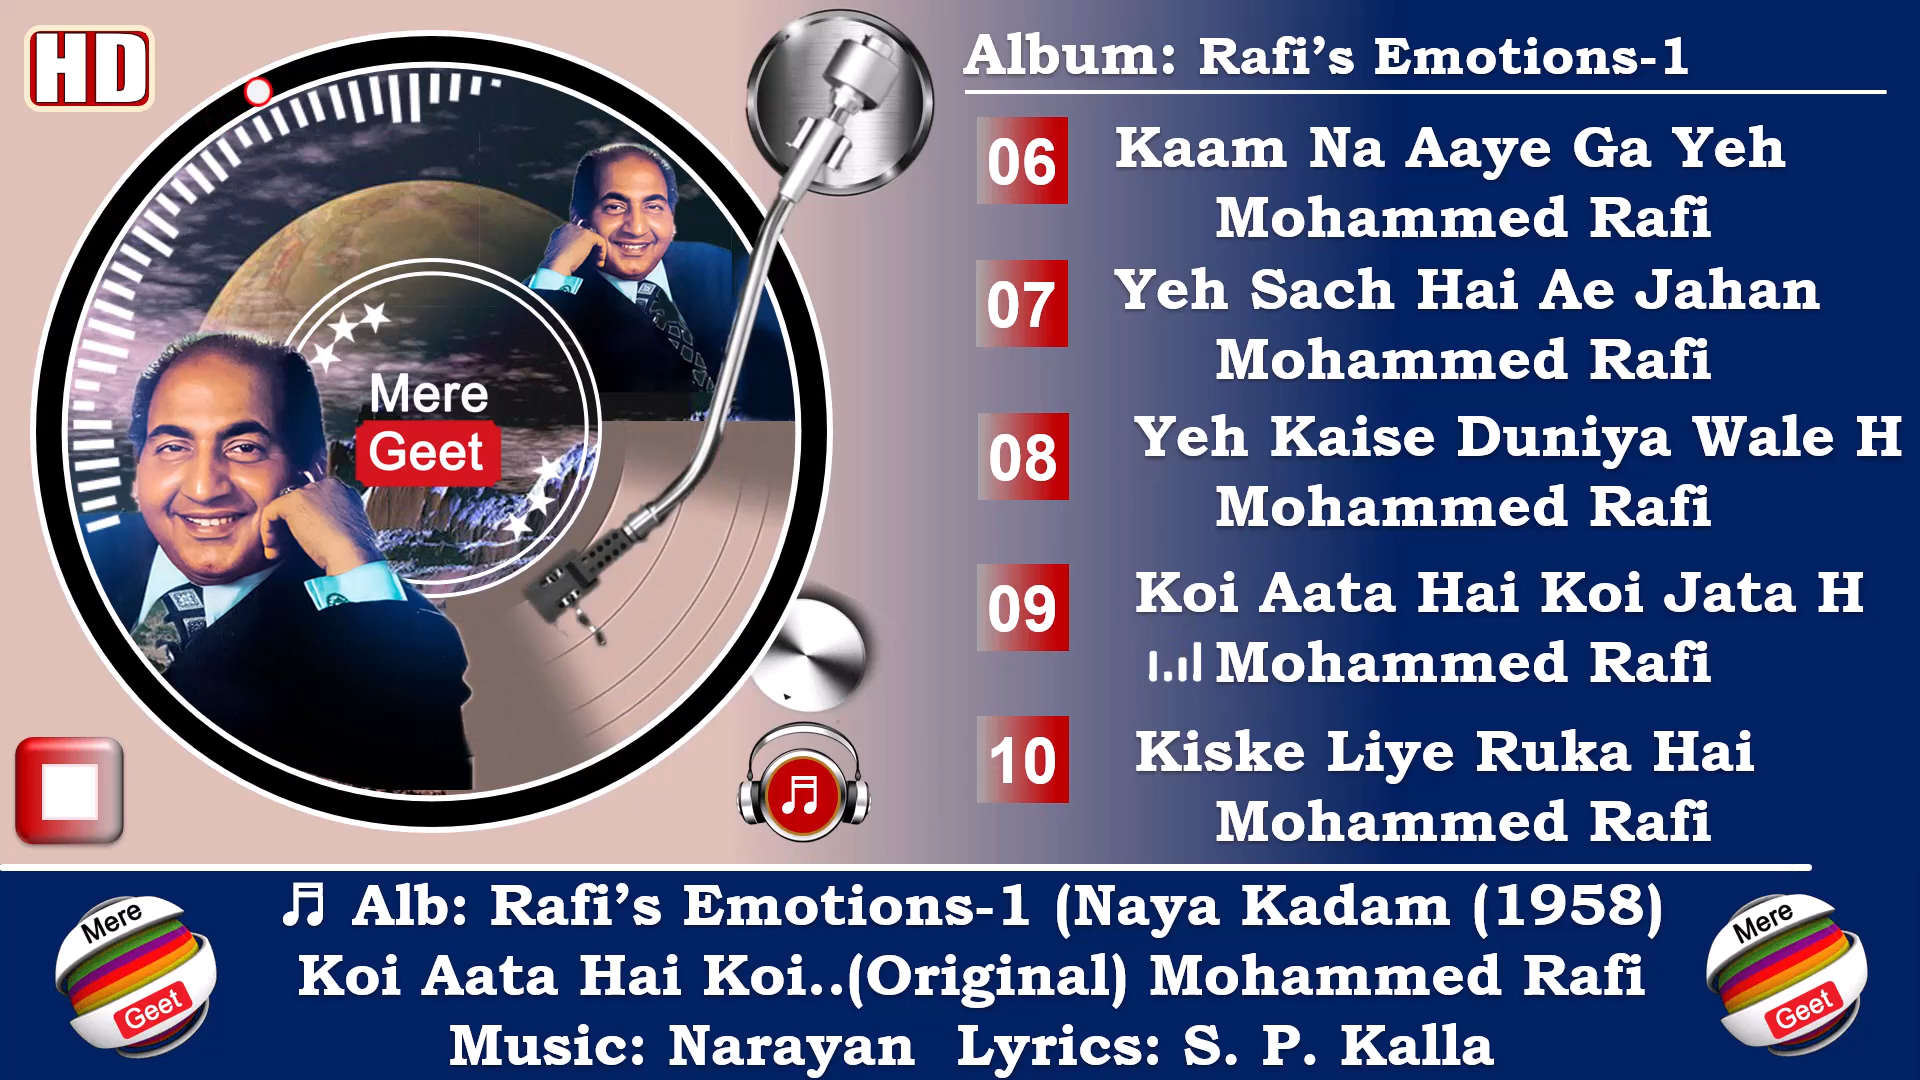 HD
Mere
Geet
Album: Rafi’s Emotions-1
06
Kaam Na Aaye Ga Yeh
Mohammed Rafi
07
Yeh Sach Hai Ae Jahan
Mohammed Rafi
08
Yeh Kaise Duniya Wale H
Mohammed Rafi
09
Koi Aata Hai Koi Jata H
Mohammed Rafi
10
Kiske Liye Ruka Hai
Mohammed Rafi
Mere
Geet
🎵 Alb: Rafi’s Emotions-1 (Naya Kadam (1958)
Koi Aata Hai Koi..(Original) Mohammed Rafi
Music: Narayan Lyrics: S. P. Kalla
Mere
Geet